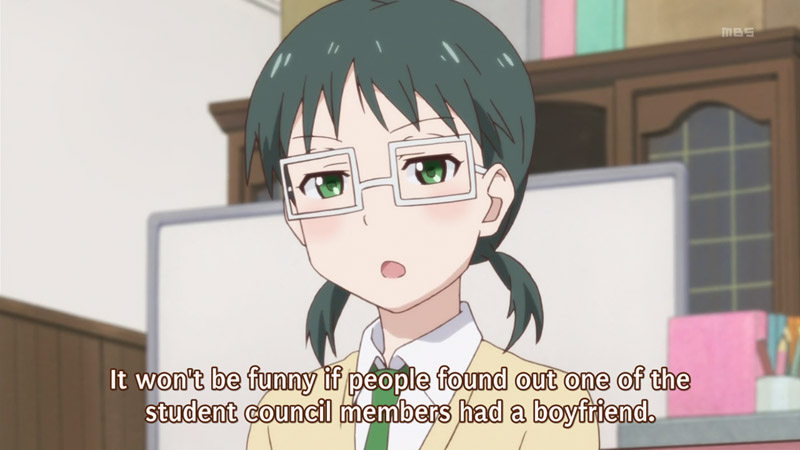 MBS
It won't be funny if people found out one of the
student council members had a boyfriend.